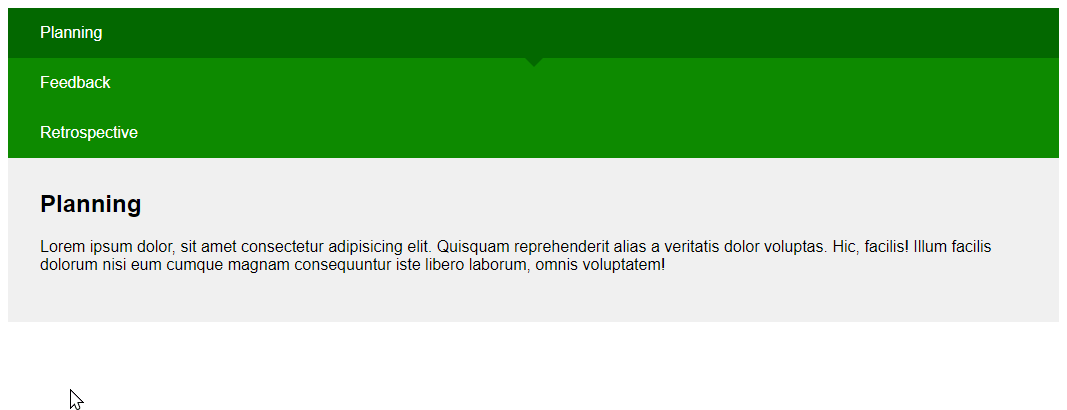 Planning
Feedback
Retrospective
Planning
Lorem ipsum dolor, sit amet consectetur adipisicing elit. Quisquam reprehenderit alias a veritatis dolor voluptas. Hic, facilis! Illum facilis
dolorum nisi eum cumque magnam consequuntur iste libero laborum, omnis voluptatem!